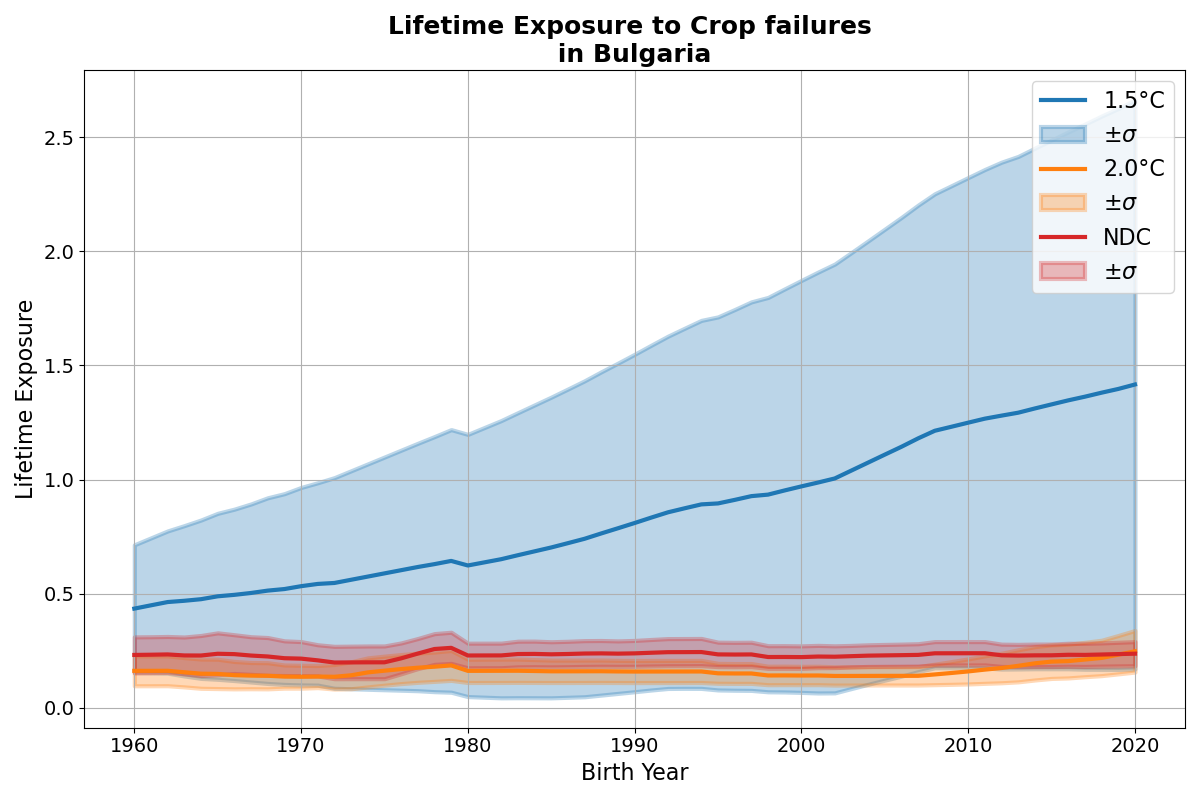 Lifetime Exposure to Crop failures
in Bulgaria
1.5°C
±σ
2.0°C
±σ
NDC
±σ
Lifetime Exposure
2.5
2.0
1.5
1.0
0.5
0.0
1960 1970 1980 1990 2000 2010 2020
Birth Year